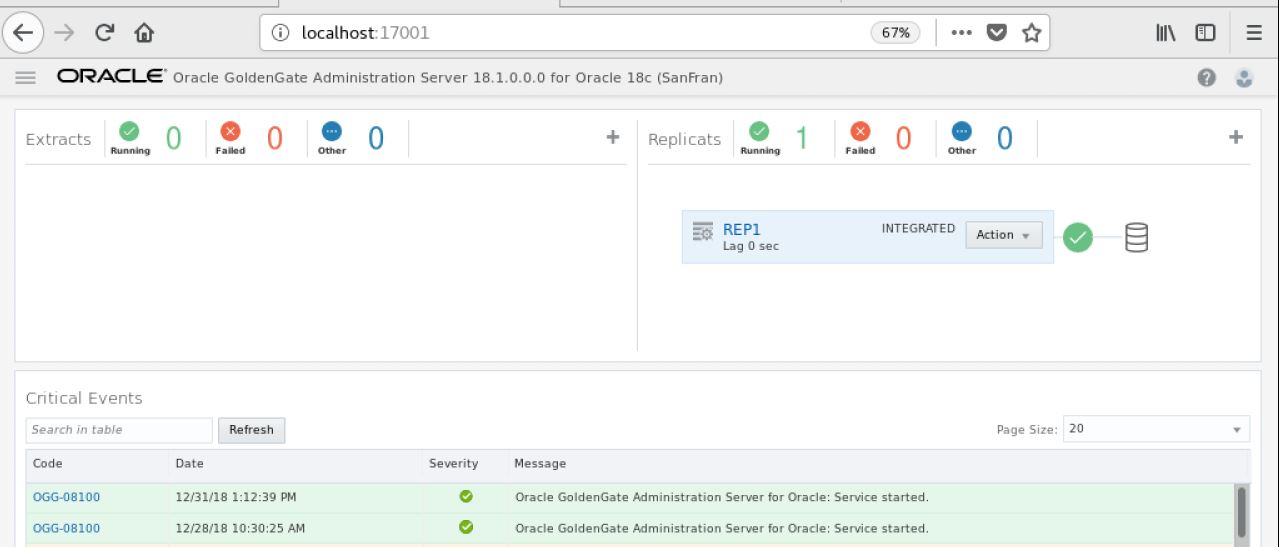 localhost:17001
67%
ORACLE Oracle GoldenGate Administration Server 18.1.0.0.0 for Oracle 18c (SanFran)
Extracts Running 0 Failed 0 Other 0 +
Replicats Running 1 Failed 0 Other 0 +
REP1 INTEGRATED Action
Lag 0 sec
Critical Events
Search in table Refresh Page Size: 20
Code Date Severity Message
OGG-08100 12/31/18 1:12:39 PM Oracle GoldenGate Administration Server for Oracle: Service started.
OGG-08100 12/28/18 10:30:25 AM Oracle GoldenGate Administration Server for Oracle: Service started.